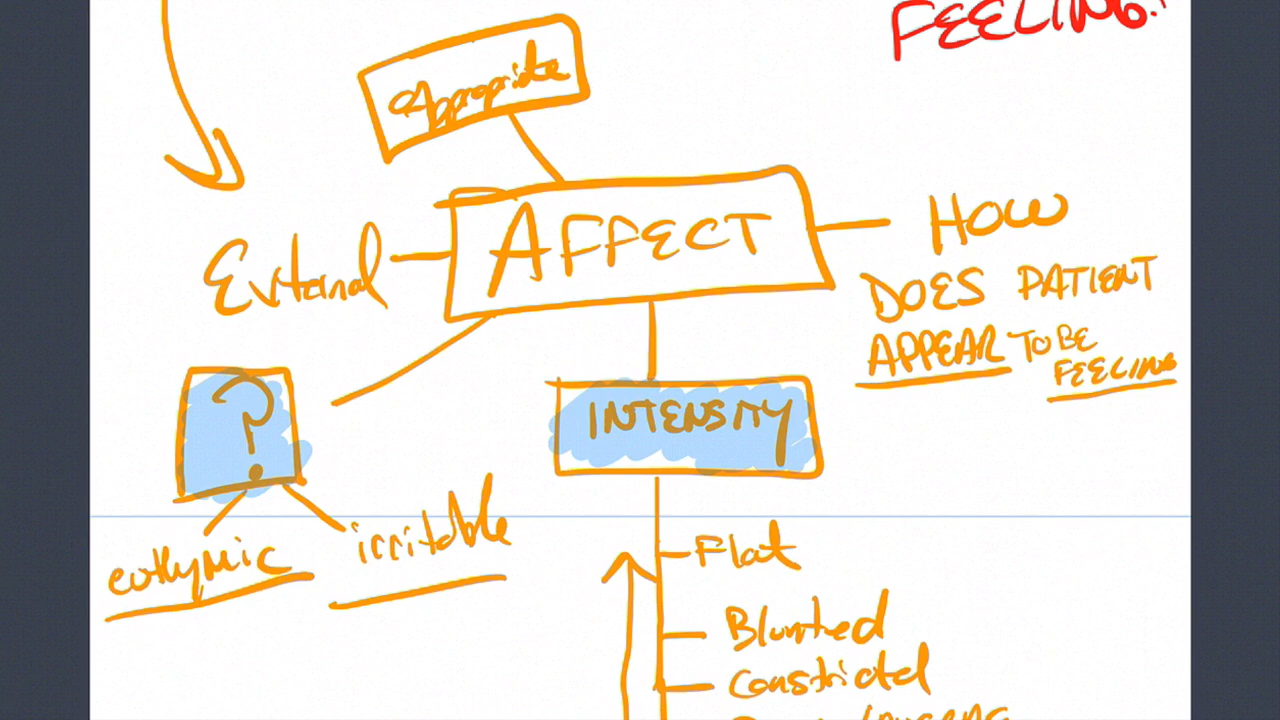 FEELING.
Appropriate
AFFECT
External
HOW
DOES PATIENT
APPEAR TO BE
FEELING
?
INTENSITY
euthymic
irritable
Flat
Blunted
Constricted